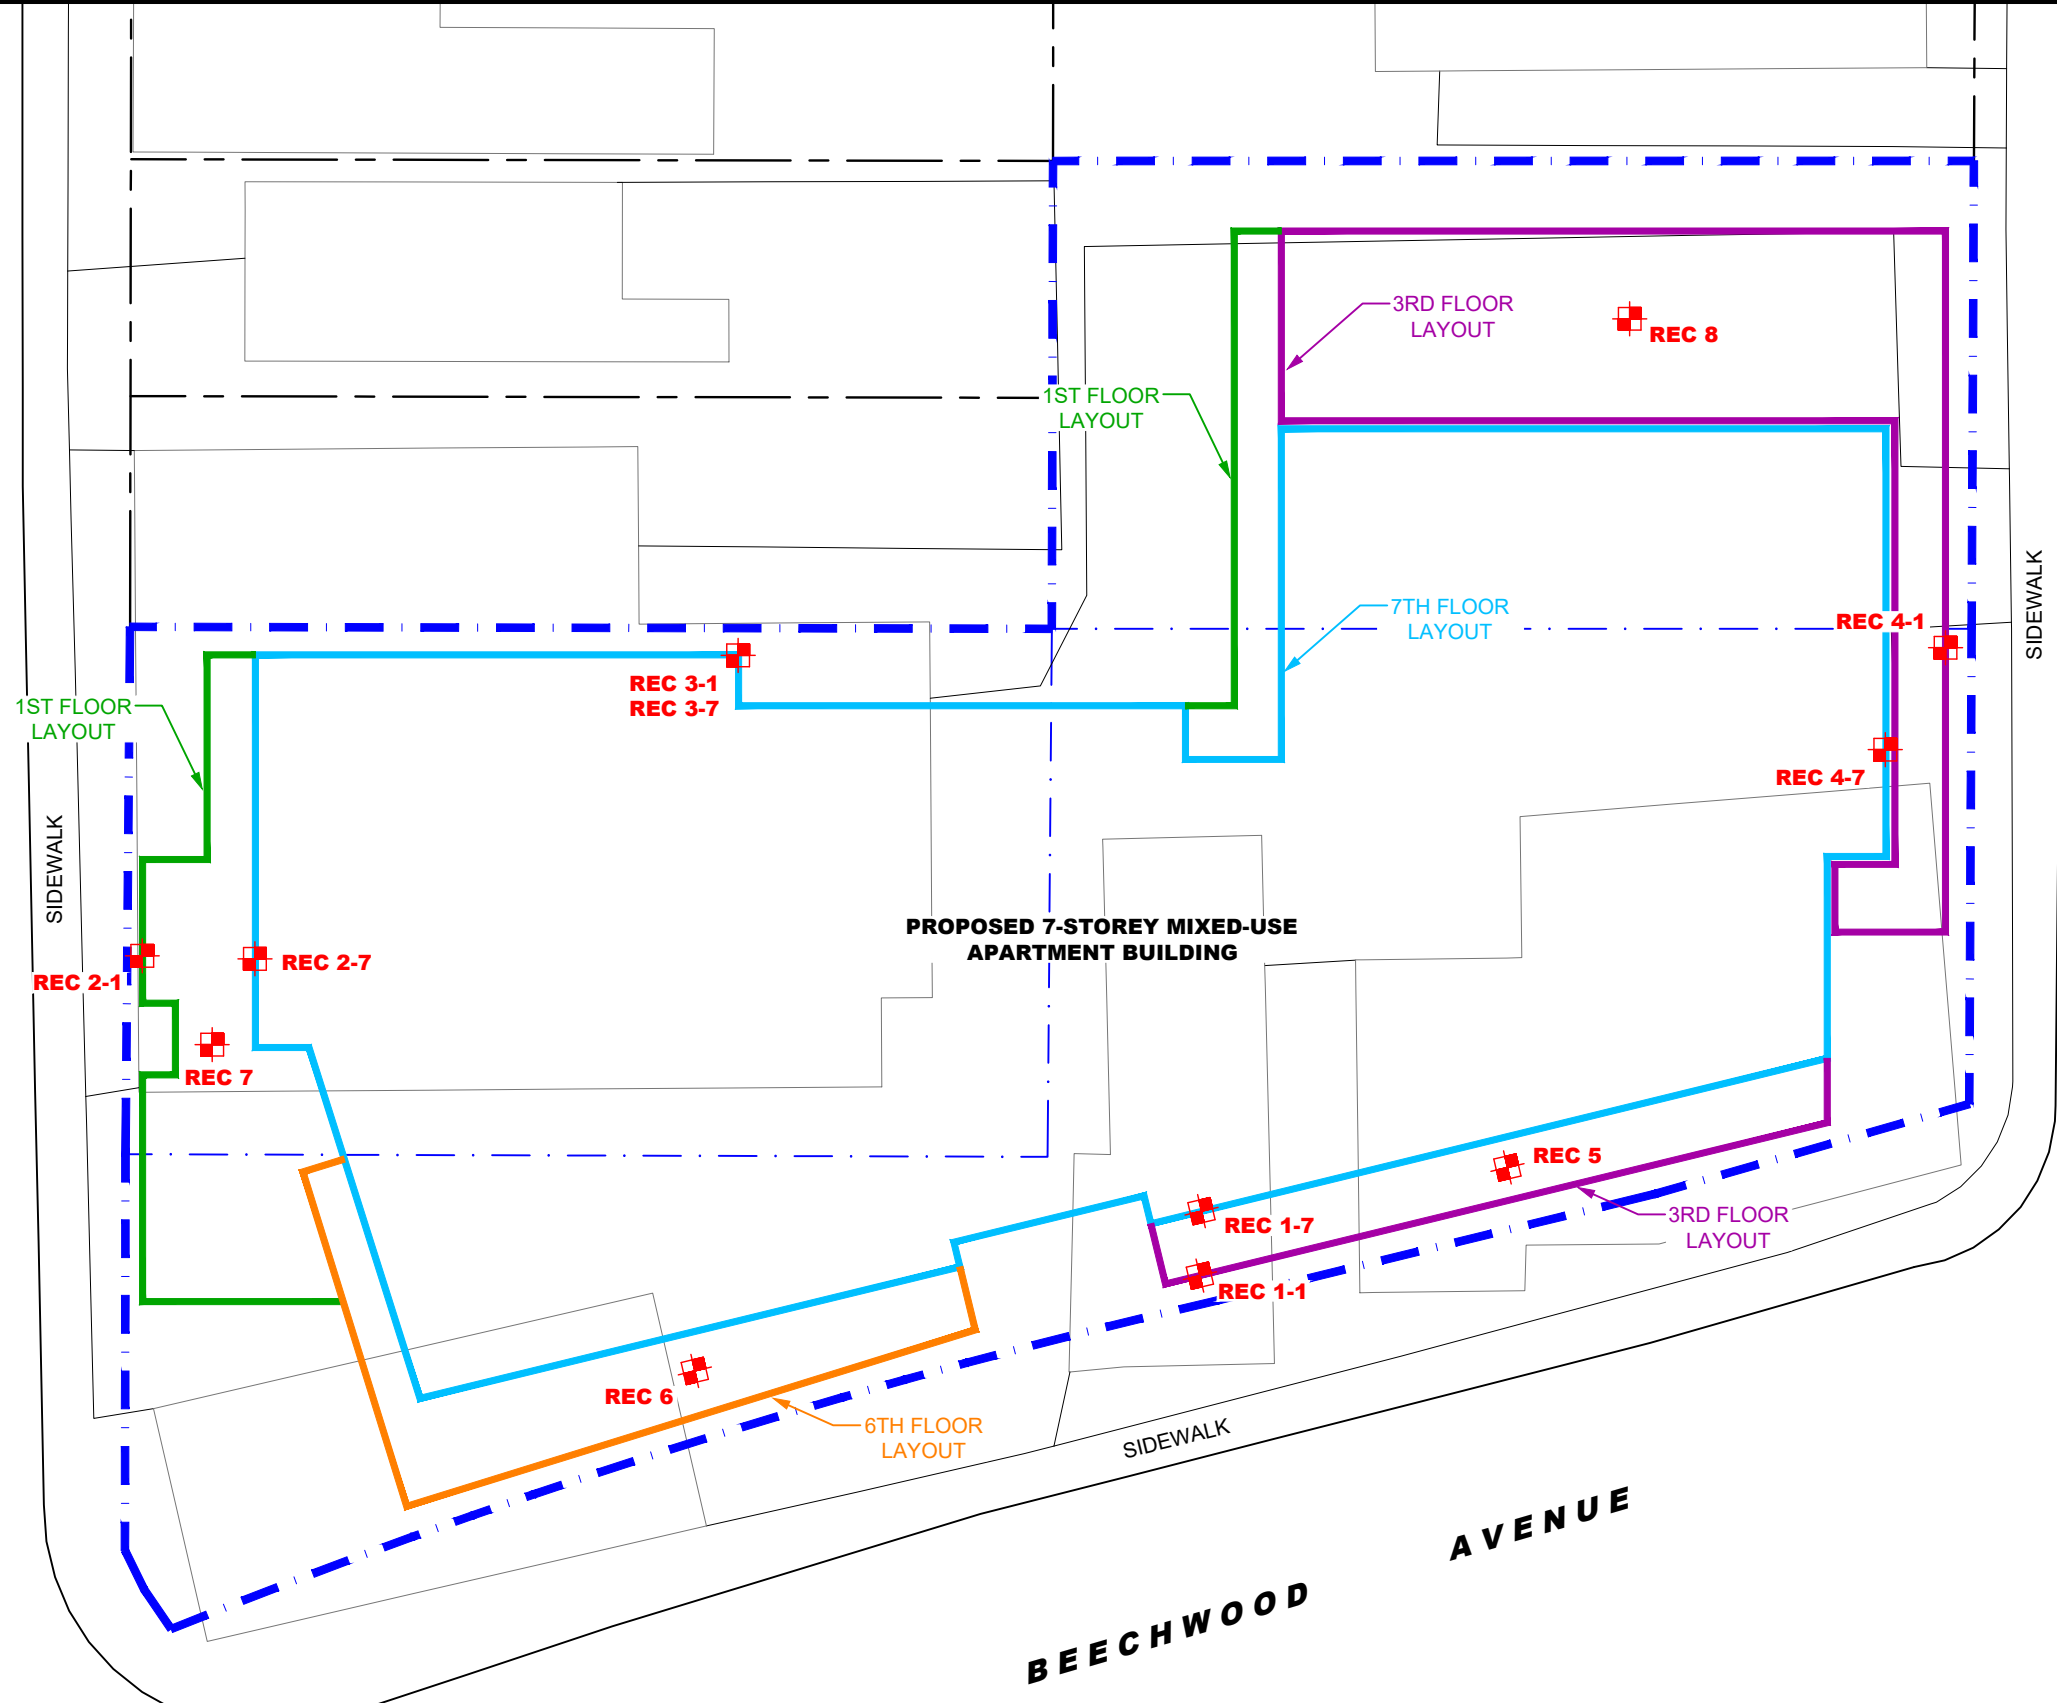 3RD FLOOR
LAYOUT
REC 8
1ST FLOOR
LAYOUT
7TH FLOOR
LAYOUT
REC 4-1
SIDEWALK
REC 3-1
REC 3-7
1ST FLOOR
LAYOUT
REC 4-7
SIDEWALK
PROPOSED 7-STOREY MIXED-USE
APARTMENT BUILDING
REC 2-1
REC 2-7
REC 7
REC 5
REC 1-7
3RD FLOOR
LAYOUT
REC 1-1
REC 6
6TH FLOOR
LAYOUT
SIDEWALK
BEECHWOOD AVENUE